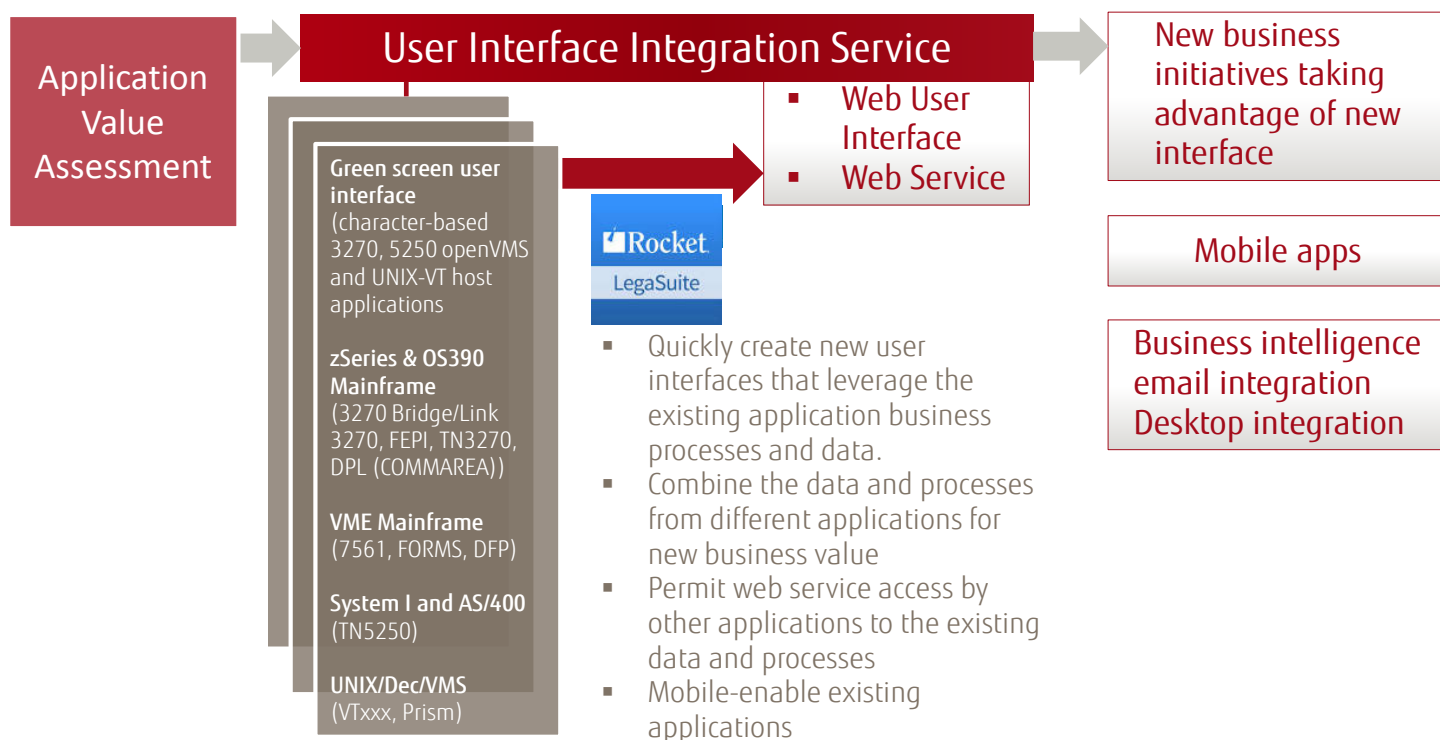 Application
Value
Assessment
User Interface Integration Service
▪ Web User
Interface
▪ Web Service
New business
initiatives taking
advantage of new
interface
Mobile apps
Business intelligence
email integration
Desktop integration
Green screen user
interface
(character-based
3270, 5250 openVMS
and UNIX-VT host
applications
zSeries & OS390
Mainframe
(3270 Bridge/Link
3270, FEPI, TN3270,
DPL (COMMAREA))
VME Mainframe
(7561, FORMS, DFP)
System I and AS/400
(TN5250)
UNIX/Dec/VMS
(VTxxx, Prism)
Rocket
LegaSuite
▪ Quickly create new user
interfaces that leverage the
existing application business
processes and data.
▪ Combine the data and processes
from different applications for
new business value
▪ Permit web service access by
other applications to the existing
data and processes
▪ Mobile-enable existing
applications